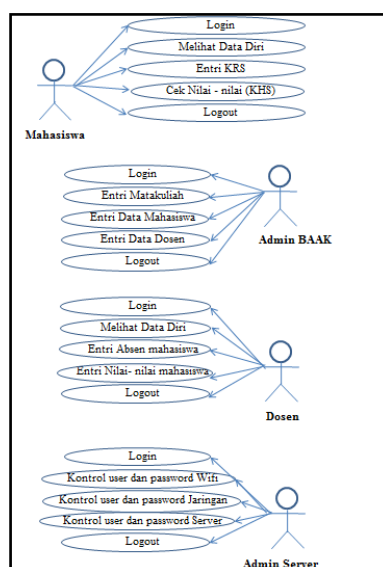 Login
Melihat Data Diri
Entri KRS
Cek Nilai - nilai (KHS)
Logout
Mahasiswa
Login
Entri Matakuliah
Entri Data Mahasiswa
Entri Data Dosen
Logout
Admin BAAK
Login
Melihat Data Diri
Entri Absen mahasiswa
Entri Nilai- nilai mahasiswa
Logout
Dosen
Login
Kontrol user dan password Wifi
Kontrol user dan password Jaringan
Kontrol user dan password Server
Logout
Admin Server